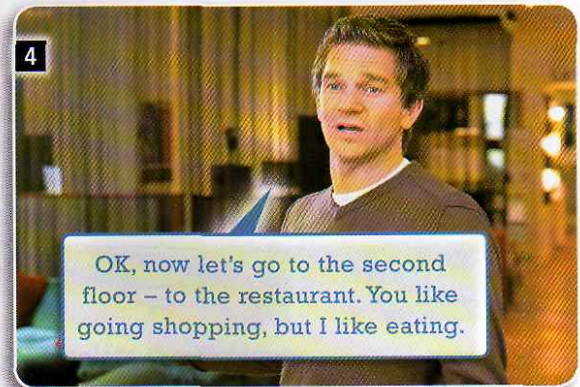 4
OK, now let's go to the second
floor – to the restaurant. You like
going shopping, but I like eating.